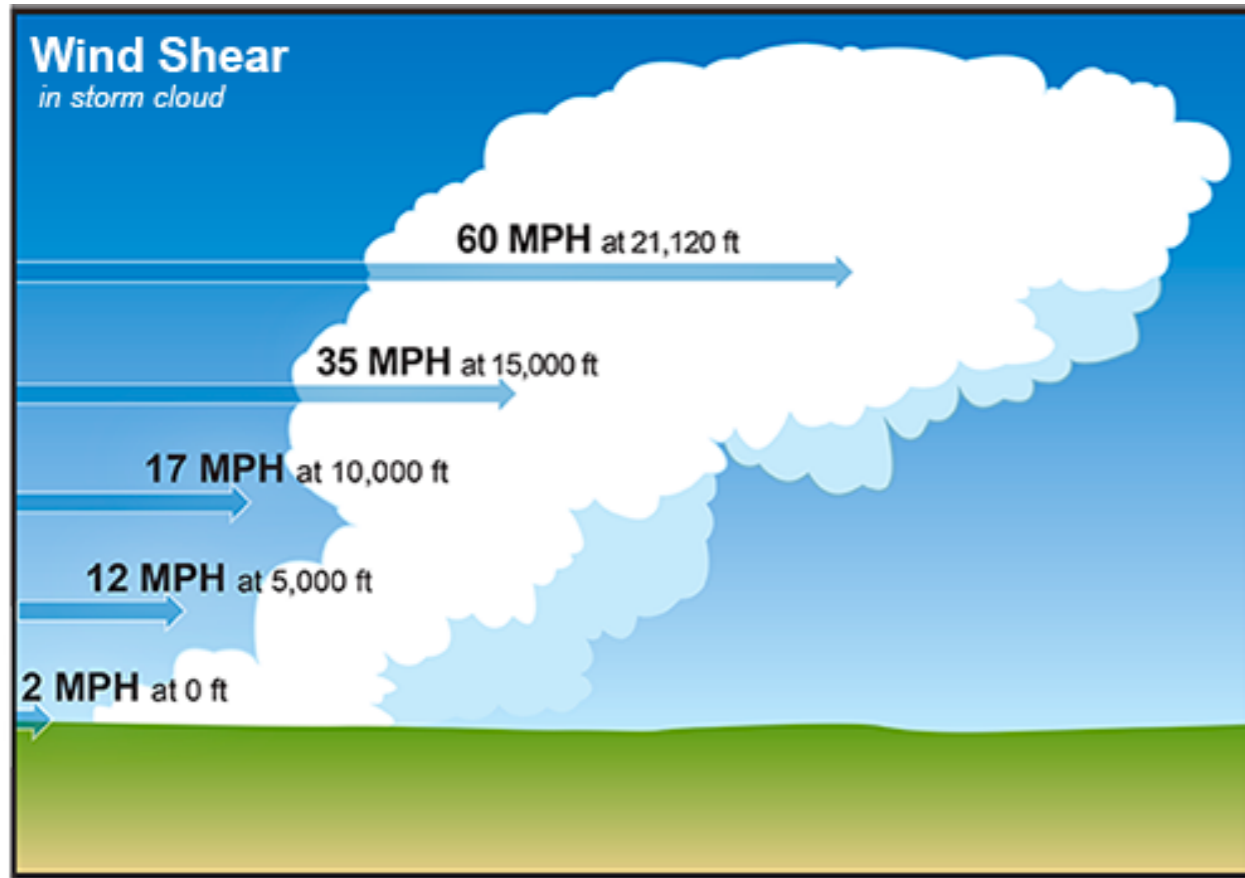 Wind Shear
in storm cloud
60 MPH at 21,120 ft
35 MPH at 15,000 ft
17 MPH at 10,000 ft
12 MPH at 5,000 ft
2 MPH at 0 ft